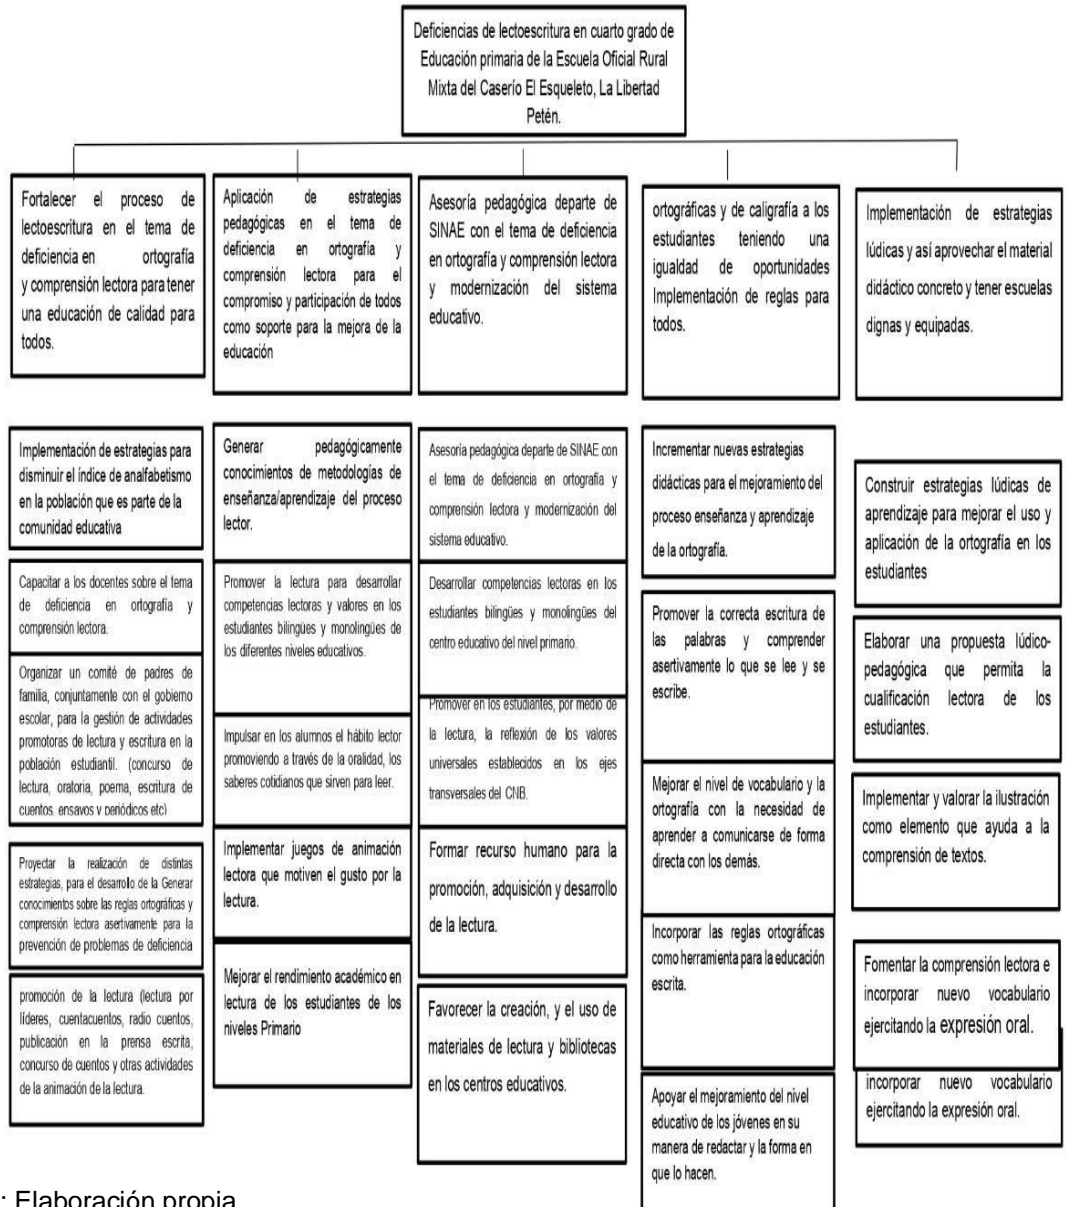 Deficiencias de lectoescritura en cuarto grado de
Educación primaria de la Escuela Oficial Rural
Mixta del Caserío El Esqueleto, La Libertad
Petén.
Fortalecer el proceso de
lectoescritura en el tema de
deficiencia en ortografía
y comprensión lectora para tener
una educación de calidad para
todos.
Aplicación de estrategias
pedagógicas en el tema de
deficiencia en ortografía y
comprensión lectora para el
compromiso y participación de todos
como soporte para la mejora de la
educación
Asesoría pedagógica departe de
SINAE con el tema de deficiencia
en ortografía y comprensión lectora
y modernización del sistema
educativo.
ortográficas y de caligrafía a los
estudiantes teniendo una
igualdad de oportunidades
Implementación de reglas para
todos.
Implementación de estrategias
lúdicas y así aprovechar el material
didáctico concreto y tener escuelas
dignas y equipadas.
Implementación de estrategias para
disminuir el índice de analfabetismo
en la población que es parte de la
comunidad educativa
Capacitar a los docentes sobre el tema
de deficiencia en ortografía y
comprensión lectora.
Organizar un comité de padres de
familia, conjuntamente con el gobierno
escolar, para la gestión de actividades
promotoras de lectura y escritura en la
población estudiantil. (concurso de
lectura, oratoria, poema, escritura de
cuentos, ensayos y periódicos etc)
Proyectar la realización de distintas
estrategias, para el desarrollo de la Generar
conocimientos sobre las reglas ortográficas y
comprensión lectora asertivamente para la
prevención de problemas de deficiencia
promoción de la lectura (lectura por
líderes, cuentacuentos, radio cuentos,
publicación en la prensa escrita,
concurso de cuentos y otras actividades
de la animación de la lectura.
Generar pedagógicamente
conocimientos de metodologías de
enseñanza/aprendizaje del proceso
lector.
Promover la lectura para desarrollar
competencias lectoras y valores en los
estudiantes bilingües y monolingües de
los diferentes niveles educativos.
Impulsar en los alumnos el hábito lector
promoviendo a través de la oralidad, los
saberes cotidianos que sirven para leer.
Implementar juegos de animación
lectora que motiven el gusto por la
lectura.
Mejorar el rendimiento académico en
lectura de los estudiantes de los
niveles Primario
Asesoría pedagógica departe de SINAE con
el tema de deficiencia en ortografía y
comprensión lectora y modernización del
sistema educativo.
Desarrollar competencias lectoras en los
estudiantes bilingües y monolingües del
centro educativo del nivel primario.
Promover en los estudiantes, por medio de
la lectura, la reflexión de los valores
universales establecidos en los ejes
transversales del CNB.
Formar recurso humano para la
promoción, adquisición y desarrollo
de la lectura.
Favorecer la creación, y el uso de
materiales de lectura y bibliotecas
en los centros educativos.
Incrementar nuevas estrategias
didácticas para el mejoramiento del
proceso enseñanza y aprendizaje
de la ortografía.
Promover la correcta escritura de
las palabras y comprender
asertivamente lo que se lee y se
escribe.
Mejorar el nivel de vocabulario y la
ortografía con la necesidad de
aprender a comunicarse de forma
directa con los demás.
Incorporar las reglas ortográficas
como herramienta para la educación
escrita.
Apoyar el mejoramiento del nivel
educativo de los jóvenes en su
manera de redactar y la forma en
que lo hacen.
Construir estrategias lúdicas de
aprendizaje para mejorar el uso y
aplicación de la ortografía en los
estudiantes
Elaborar una propuesta lúdico-
pedagógica que permita la
cualificación lectora de los
estudiantes.
Implementar y valorar la ilustración
como elemento que ayuda a la
comprensión de textos.
Fomentar la comprensión lectora e
incorporar nuevo vocabulario
ejercitando la expresión oral.
incorporar nuevo vocabulario
ejercitando la expresión oral.
: Elaboración propia